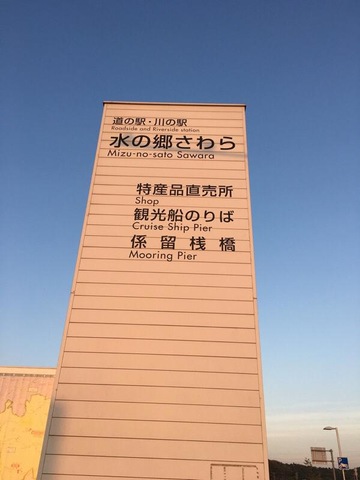 道の駅・川の駅
Roadside and Riverside station
水の郷さわら
Mizu-no-sato Sawara
特産品直売所
Shop
観光船のりば
Cruise Ship Pier
係留桟橋
Mooring Pier